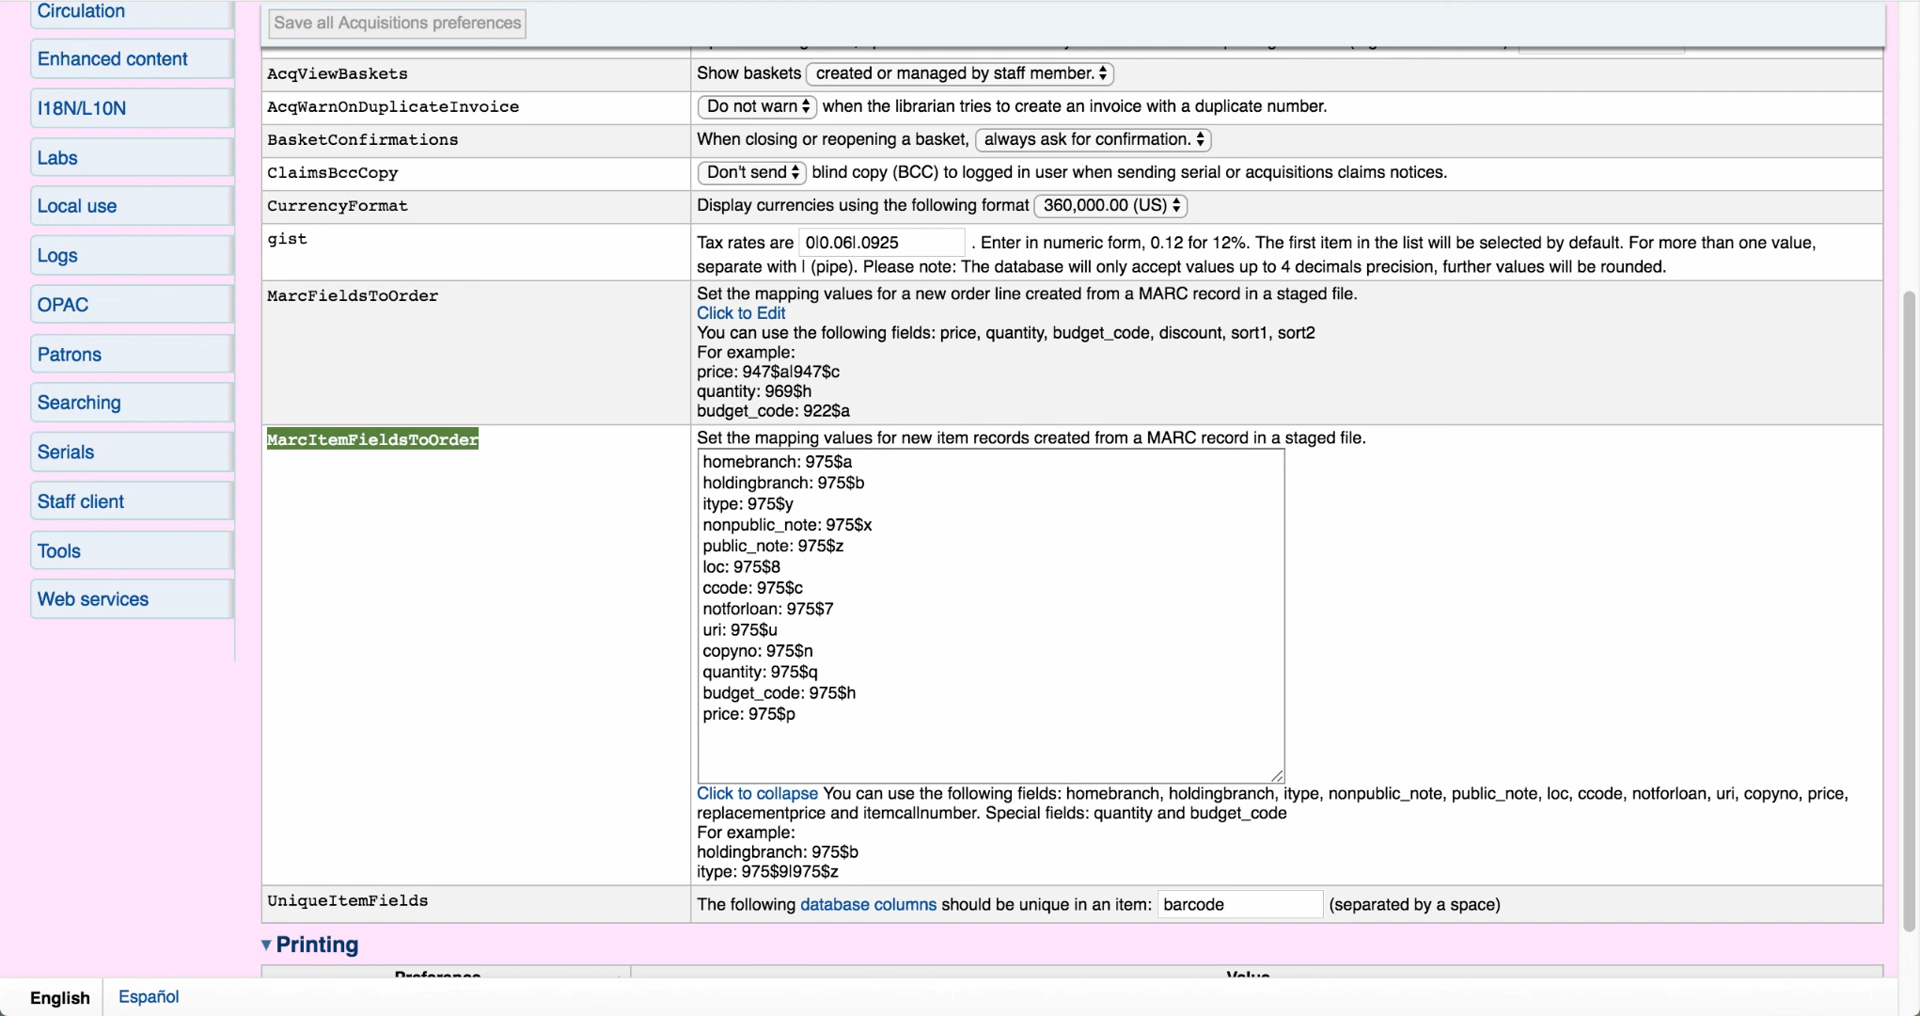 Circulation
Enhanced content
I18N/L10N
Labs
Local use
Logs
OPAC
Patrons
Searching
Serials
Staff client
Tools
Web services
Save all Acquisitions preferences
AcqViewBaskets
Show baskets created or managed by staff member.
AcqWarnOnDuplicateInvoice
Do not warn when the librarian tries to create an invoice with a duplicate number.
BasketConfirmations
When closing or reopening a basket, always ask for confirmation.
ClaimsBccCopy
Don't send blind copy (BCC) to logged in user when sending serial or acquisitions claims notices.
CurrencyFormat
Display currencies using the following format 360,000.00 (US)
gist
Tax rates are 0|0.06|.0925 . Enter in numeric form, 0.12 for 12%. The first item in the list will be selected by default. For more than one value,
separate with | (pipe). Please note: The database will only accept values up to 4 decimals precision, further values will be rounded.
MarcFieldsToOrder
Set the mapping values for a new order line created from a MARC record in a staged file.
Click to Edit
You can use the following fields: price, quantity, budget_code, discount, sort1, sort2
For example:
price: 947$a|947$c
quantity: 969$h
budget_code: 922$a
MarcItemFieldsToOrder
Set the mapping values for new item records created from a MARC record in a staged file.
homebranch: 975$a
holdingbranch: 975$b
itype: 975$y
nonpublic_note: 975$x
public_note: 975$z
loc: 975$8
ccode: 975$c
notforloan: 975$7
uri: 975$u
copyno: 975$n
quantity: 975$q
budget_code: 975$h
price: 975$p
Click to collapse You can use the following fields: homebranch, holdingbranch, itype, nonpublic_note, public_note, loc, ccode, notforloan, uri, copyno, price,
replacementprice and itemcallnumber. Special fields: quantity and budget_code
For example:
holdingbranch: 975$b
itype: 975$9|975$z
UniqueItemFields
The following database columns should be unique in an item: barcode (separated by a space)
Printing
Preference
Value
English
Español